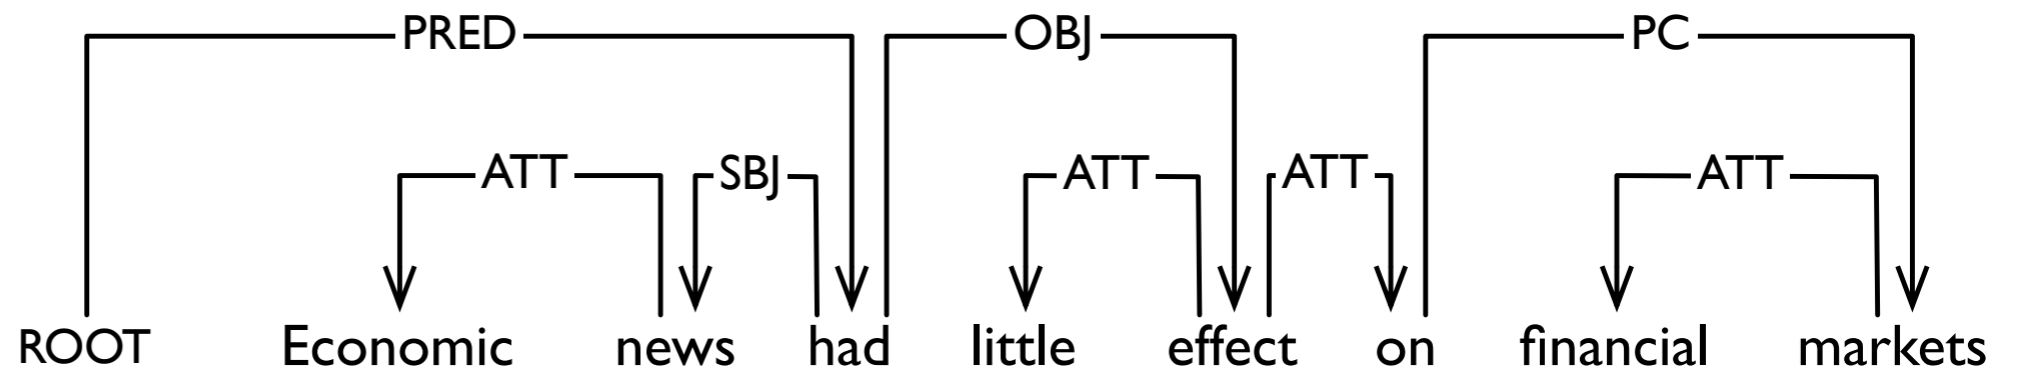 PRED OBJ PC
ATT SBJ ATT ATT ATT
ROOT Economic news had little effect on financial markets